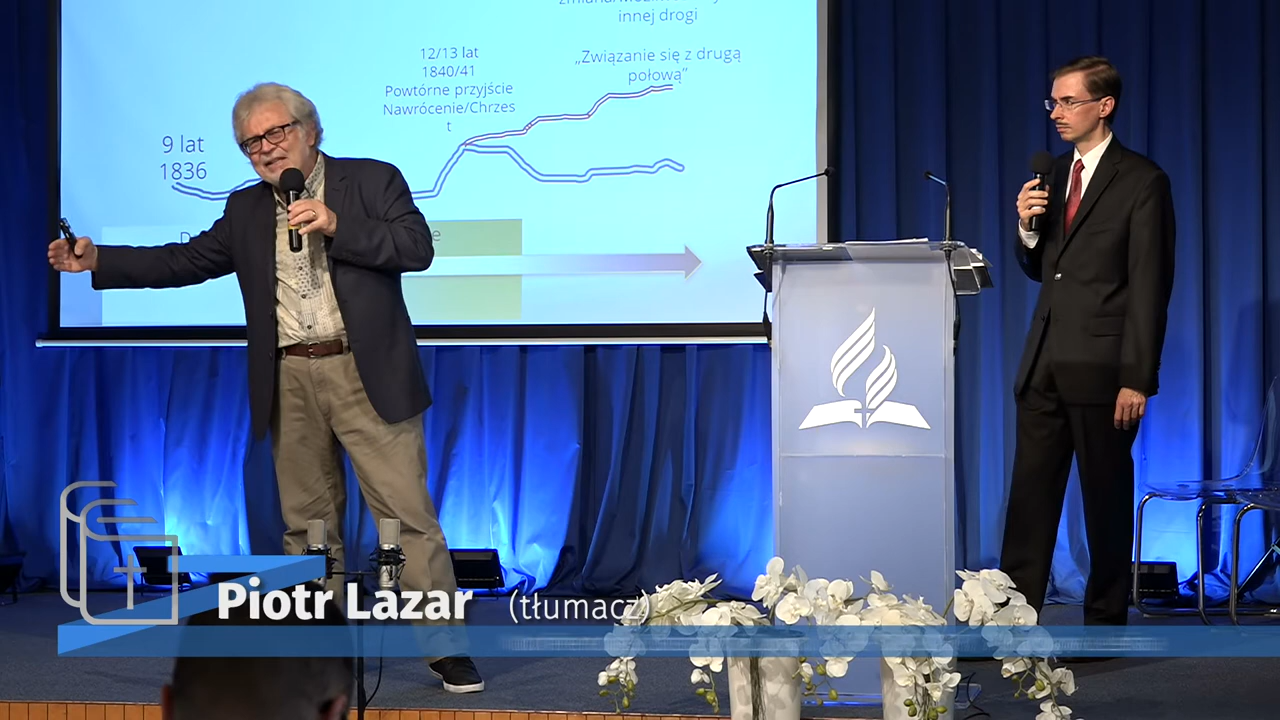 innej drogi
„Związanie się z drugą
połową”
12/13 lat
1840/41
Powtórne przyjście
Nawrócenie/Chrzes
t
9 lat
1836
Piotr Lazar (tłumacz)